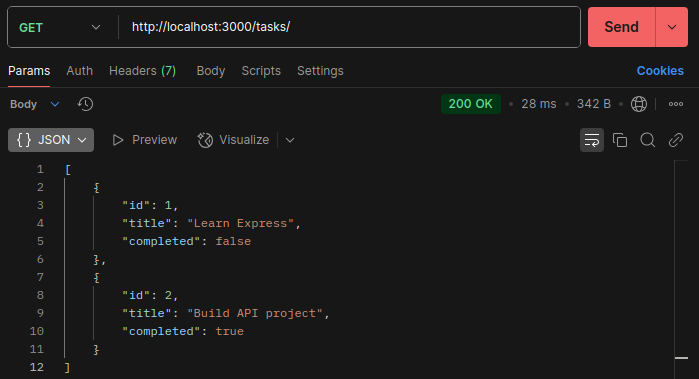 GET http://localhost:3000/tasks/ Send
Params Auth Headers (7) Body Scripts Settings Cookies
Body 200 OK • 28 ms • 342 B •
{} JSON Preview Visualize
1 [
2 {
3 "id": 1,
4 "title": "Learn Express",
5 "completed": false
6 },
7 {
8 "id": 2,
9 "title": "Build API project",
10 "completed": true
11 }
12 ]